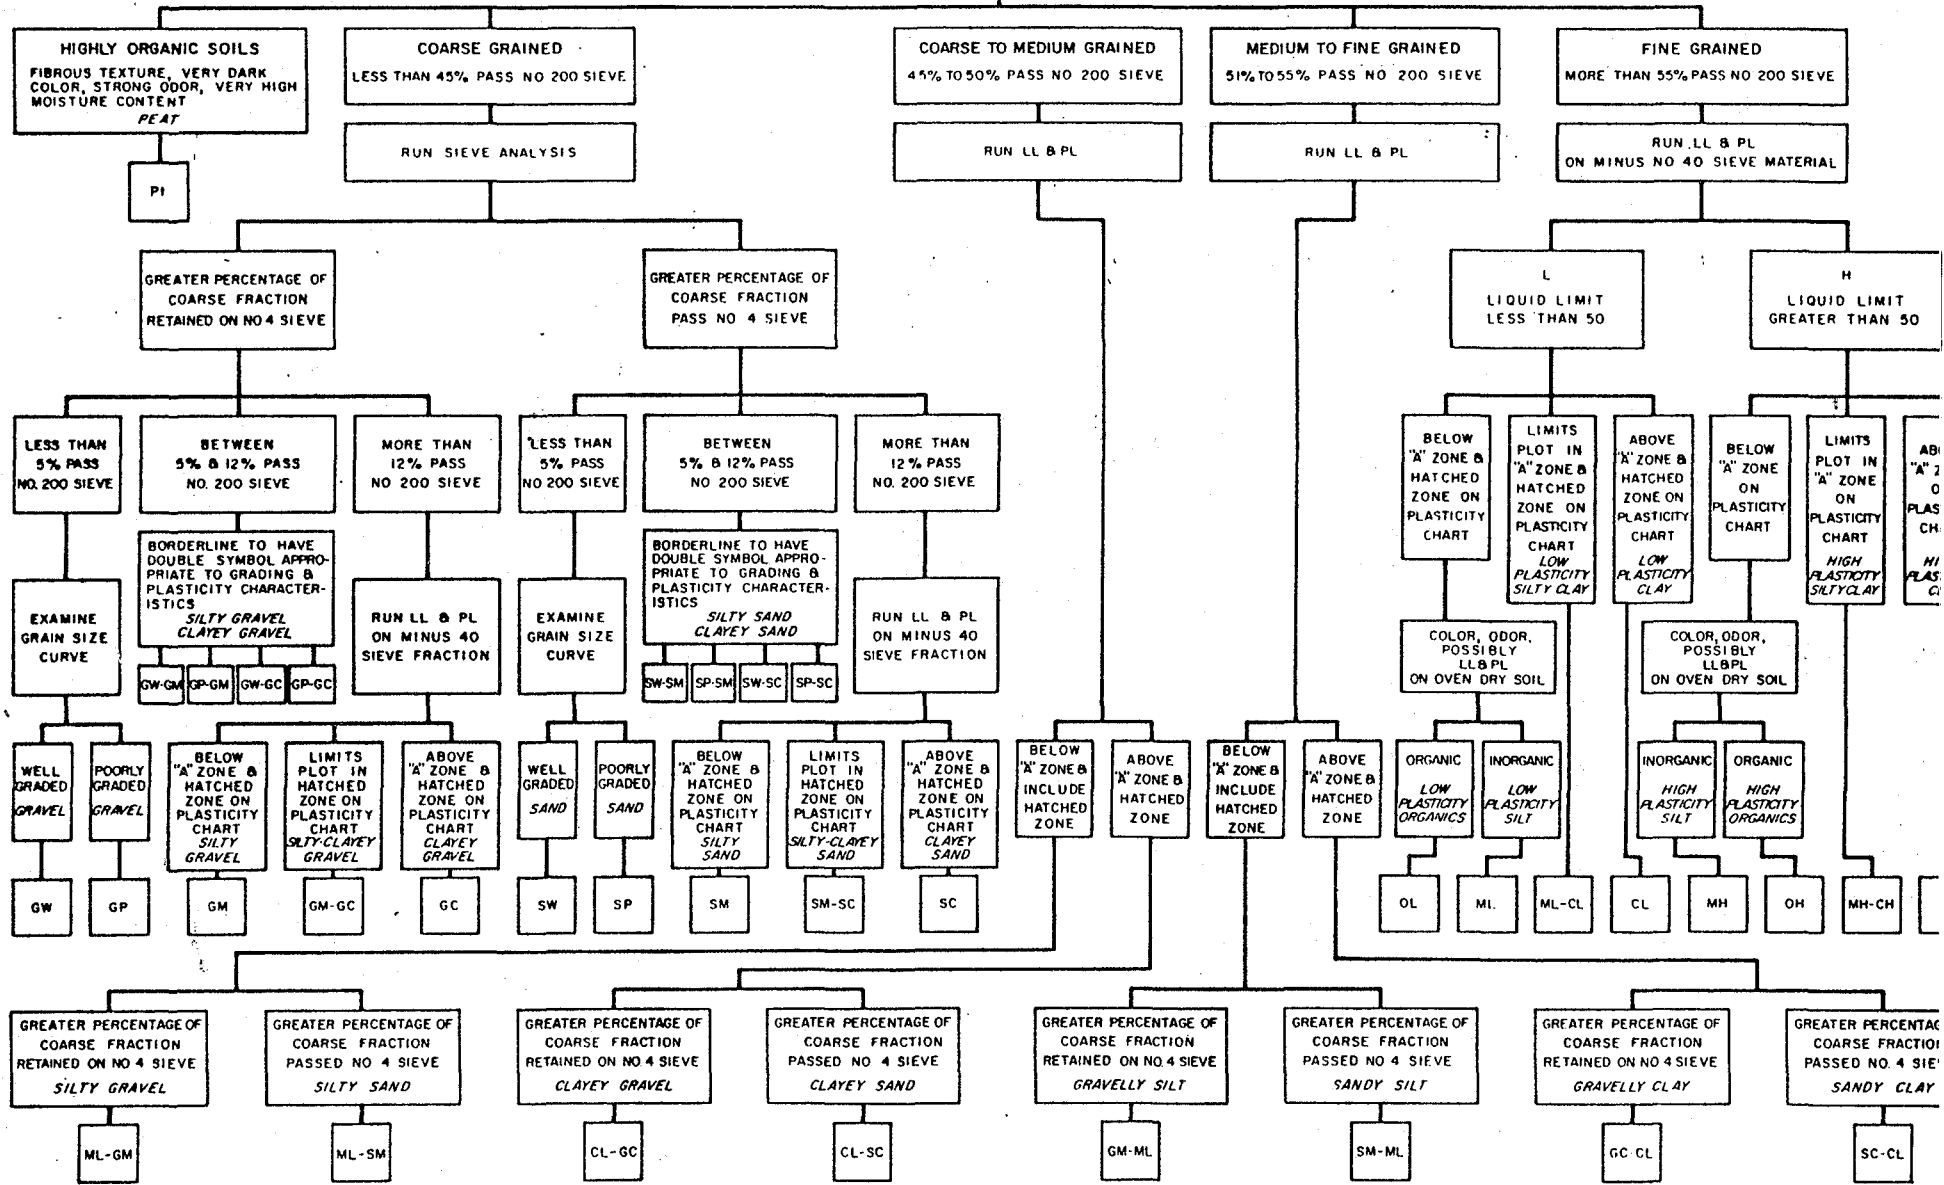 HIGHLY ORGANIC SOILS
FIBROUS TEXTURE, VERY DARK
COLOR, STRONG ODOR, VERY HIGH
MOISTURE CONTENT
PEAT
Pt
COARSE GRAINED
LESS THAN 45% PASS NO 200 SIEVE
RUN SIEVE ANALYSIS
COARSE TO MEDIUM GRAINED
45% TO 50% PASS NO 200 SIEVE
RUN LL & PL
MEDIUM TO FINE GRAINED
51% TO 55% PASS NO 200 SIEVE
RUN LL & PL
FINE GRAINED
MORE THAN 55% PASS NO 200 SIEVE
RUN LL & PL
ON MINUS NO 40 SIEVE MATERIAL
GREATER PERCENTAGE OF
COARSE FRACTION
RETAINED ON NO 4 SIEVE
GREATER PERCENTAGE OF
COARSE FRACTION
PASS NO 4 SIEVE
L
LIQUID LIMIT
LESS THAN 50
H
LIQUID LIMIT
GREATER THAN 50
LESS THAN
5% PASS
NO. 200 SIEVE
BETWEEN
5% & 12% PASS
NO. 200 SIEVE
MORE THAN
12% PASS
NO 200 SIEVE
LESS THAN
5% PASS
NO 200 SIEVE
BETWEEN
5% & 12% PASS
NO 200 SIEVE
MORE THAN
12% PASS
NO. 200 SIEVE
BELOW
"A" ZONE &
HATCHED
ZONE ON
PLASTICITY
CHART
LIMITS
PLOT IN
"A" ZONE &
HATCHED
ZONE ON
PLASTICITY
CHART
LOW
PLASTICITY
SILTY CLAY
ABOVE
"A" ZONE &
HATCHED
ZONE ON
PLASTICITY
CHART
LOW
PLASTICITY
CLAY
BELOW
"A" ZONE
ON
PLASTICITY
CHART
LIMITS
PLOT IN
"A" ZONE
ON
PLASTICITY
CHART
HIGH
PLASTICITY
SILTY CLAY
EXAMINE
GRAIN SIZE
CURVE
BORDERLINE TO HAVE
DOUBLE SYMBOL APPRO-
PRIATE TO GRADING &
PLASTICITY CHARACTER-
ISTICS
SILTY GRAVEL
CLAYEY GRAVEL
GW-GM GP-GM GW-GC GP-GC
RUN LL & PL
ON MINUS 40
SIEVE FRACTION
EXAMINE
GRAIN SIZE
CURVE
BORDERLINE TO HAVE
DOUBLE SYMBOL APPRO-
PRIATE TO GRADING &
PLASTICITY CHARACTER-
ISTICS
SILTY SAND
CLAYEY SAND
SW-SM SP-SM SW-SC SP-SC
RUN LL & PL
ON MINUS 40
SIEVE FRACTION
COLOR, ODOR,
POSSIBLY
LL&PL
ON OVEN DRY SOIL
COLOR, ODOR,
POSSIBLY
LL&PL
ON OVEN DRY SOIL
WELL
GRADED
GRAVEL
POORLY
GRADED
GRAVEL
BELOW
"A" ZONE &
HATCHED
ZONE ON
PLASTICITY
CHART
SILTY
GRAVEL
LIMITS
PLOT IN
HATCHED
ZONE ON
PLASTICITY
CHART
SILTY-CLAYEY
GRAVEL
ABOVE
"A" ZONE &
HATCHED
ZONE ON
PLASTICITY
CHART
CLAYEY
GRAVEL
WELL
GRADED
SAND
POORLY
GRADED
SAND
BELOW
"A" ZONE &
HATCHED
ZONE ON
PLASTICITY
CHART
SILTY
SAND
LIMITS
PLOT IN
HATCHED
ZONE ON
PLASTICITY
CHART
SILTY-CLAYEY
SAND
ABOVE
"A" ZONE &
HATCHED
ZONE ON
PLASTICITY
CHART
CLAYEY
SAND
BELOW
"A" ZONE &
INCLUDE
HATCHED
ZONE
ABOVE
"A" ZONE &
HATCHED
ZONE
BELOW
"A" ZONE &
INCLUDE
HATCHED
ZONE
ABOVE
"A" ZONE &
HATCHED
ZONE
ORGANIC
LOW
PLASTICITY
ORGANICS
INORGANIC
LOW
PLASTICITY
SILT
INORGANIC
HIGH
PLASTICITY
SILT
ORGANIC
HIGH
PLASTICITY
ORGANICS
GW GP GM GM-GC GC SW SP SM SM-SC SC OL ML ML-CL CL MH OH MH-CH
GREATER PERCENTAGE OF
COARSE FRACTION
RETAINED ON NO 4 SIEVE
SILTY GRAVEL
GREATER PERCENTAGE OF
COARSE FRACTION
PASSED NO 4 SIEVE
SILTY SAND
GREATER PERCENTAGE OF
COARSE FRACTION
RETAINED ON NO. 4 SIEVE
CLAYEY GRAVEL
GREATER PERCENTAGE OF
COARSE FRACTION
PASSED NO 4 SIEVE
CLAYEY SAND
GREATER PERCENTAGE OF
COARSE FRACTION
RETAINED ON NO. 4 SIEVE
GRAVELLY SILT
GREATER PERCENTAGE OF
COARSE FRACTION
PASSED NO 4 SIEVE
SANDY SILT
GREATER PERCENTAGE OF
COARSE FRACTION
RETAINED ON NO 4 SIEVE
GRAVELLY CLAY
GREATER
COARSE
PASSED NO. 4
SANDY CLAY
ML-GM ML-SM CL-GC CL-SC GM-ML SM-ML GC-CL SC-CL